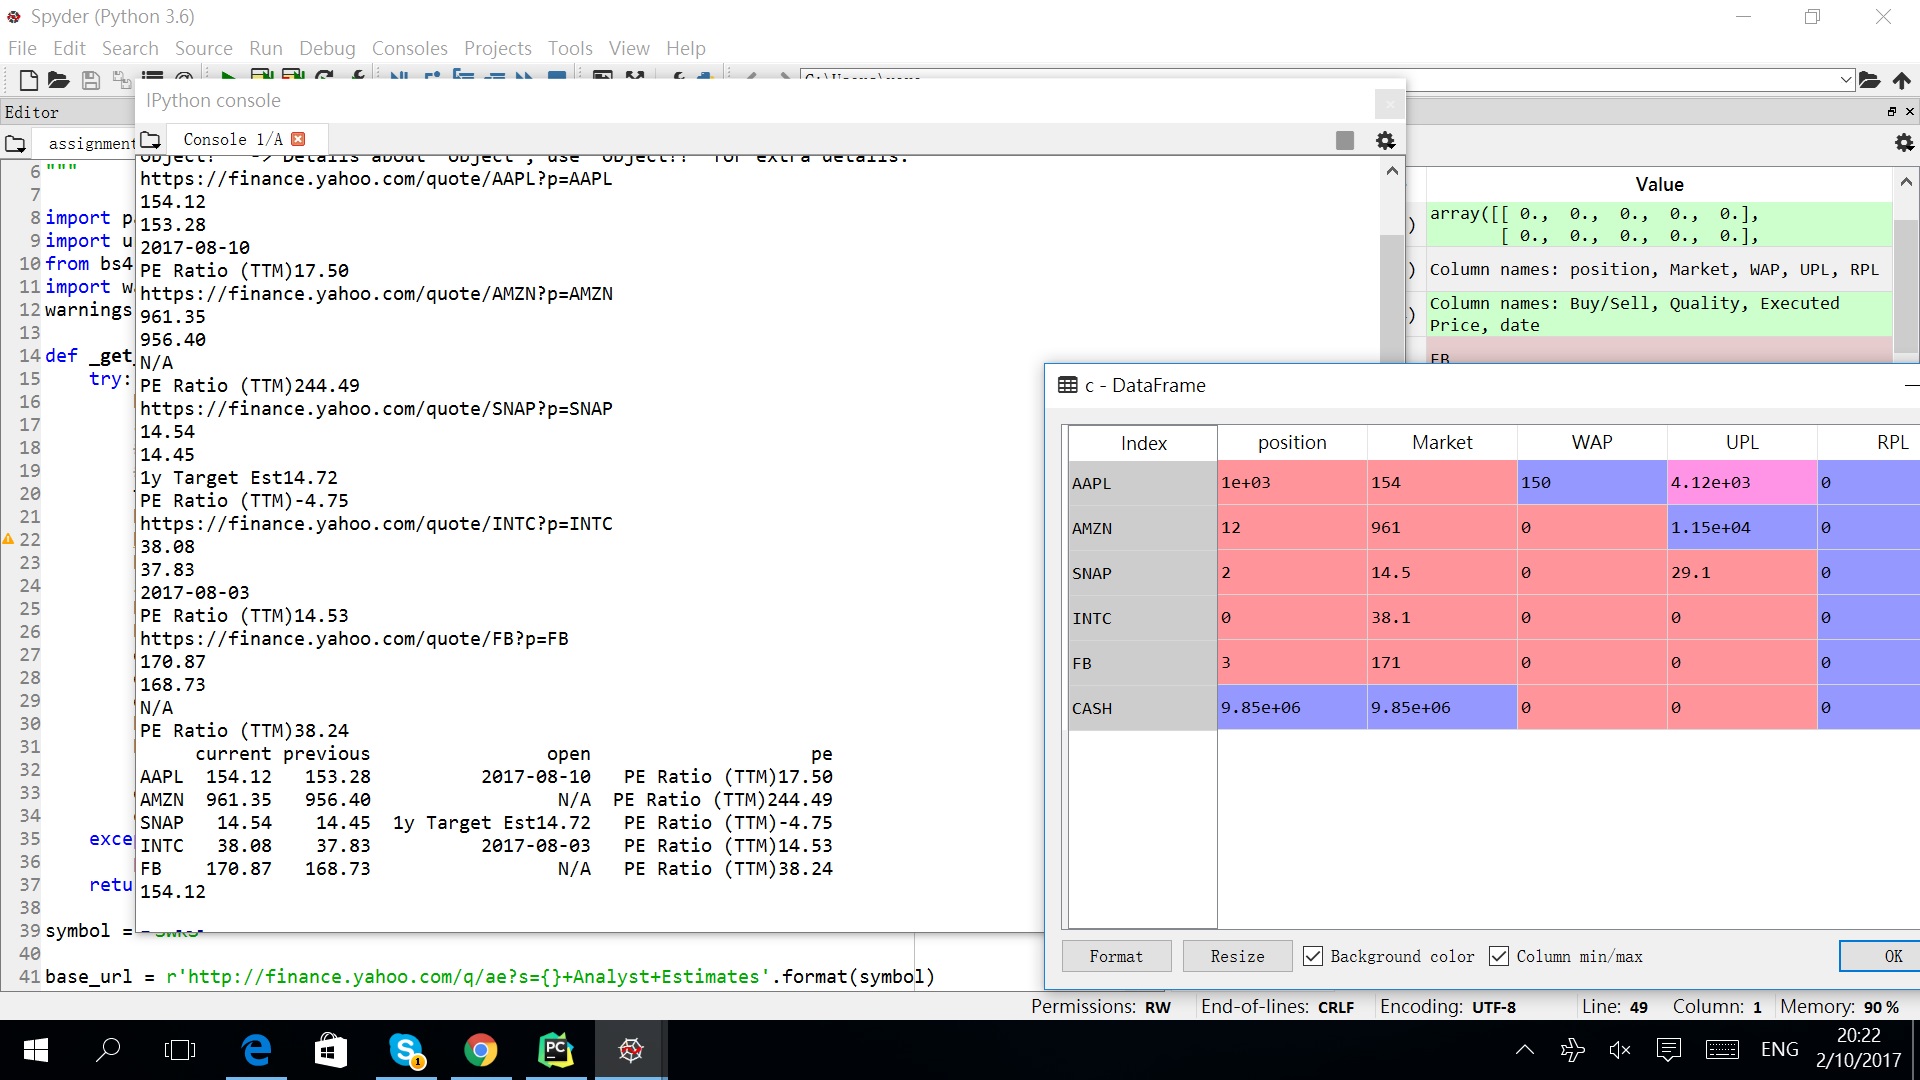 Spyder (Python 3.6)
File Edit Search Source Run Debug Consoles Projects Tools View Help
Editor
IPython console
assignment
Console 1/A
https://finance.yahoo.com/quote/AAPL?p=AAPL
154.12
153.28
2017-08-10
PE Ratio (TTM)17.50
https://finance.yahoo.com/quote/AMZN?p=AMZN
961.35
956.40
N/A
PE Ratio (TTM)244.49
https://finance.yahoo.com/quote/SNAP?p=SNAP
14.54
14.45
1y Target Est14.72
PE Ratio (TTM)-4.75
https://finance.yahoo.com/quote/INTC?p=INTC
38.08
37.83
2017-08-03
PE Ratio (TTM)14.53
https://finance.yahoo.com/quote/FB?p=FB
170.87
168.73
N/A
PE Ratio (TTM)38.24
current previous open pe
AAPL 154.12 153.28 2017-08-10 PE Ratio (TTM)17.50
AMZN 961.35 956.40 N/A PE Ratio (TTM)244.49
SNAP 14.54 14.45 1y Target Est14.72 PE Ratio (TTM)-4.75
INTC 38.08 37.83 2017-08-03 PE Ratio (TTM)14.53
FB 170.87 168.73 N/A PE Ratio (TTM)38.24
154.12
6 """
7
8 import p
9 import u
10 from bs4
11 import w
12 warnings
13
14 def _get_
15 try:
16
17
18
19
20
21
22
23
24
25
26
27
28
29
30
31
32
33
34
35 exce
36
37 retu
38
39 symbol =
40
41 base_url = r'http://finance.yahoo.com/q/ae?s={}+Analyst+Estimates'.format(symbol)
Value
array([[ 0., 0., 0., 0., 0.],
[ 0., 0., 0., 0., 0.],
Column names: position, Market, WAP, UPL, RPL
Column names: Buy/Sell, Quality, Executed
Price, date
FB
c - DataFrame
Index position Market WAP UPL RPL
AAPL 1e+03 154 150 4.12e+03 0
AMZN 12 961 0 1.15e+04 0
SNAP 2 14.5 0 29.1 0
INTC 0 38.1 0 0 0
FB 3 171 0 0 0
CASH 9.85e+06 9.85e+06 0 0 0
Format Resize Background color Column min/max OK
Permissions: RW End-of-lines: CRLF Encoding: UTF-8 Line: 49 Column: 1 Memory: 90 %
ENG
20:22
2/10/2017